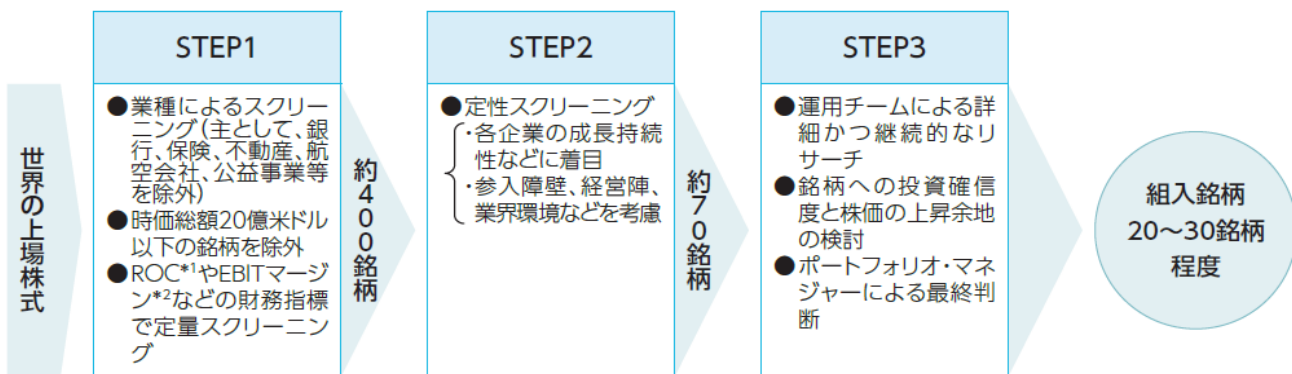 世界の上場株式
STEP1
●業種によるスクリー
ニング(主として、銀
行、保険、不動産、航
空会社、公益事業等
を除外)
●時価総額20億米ドル
以下の銘柄を除外
●ROC*1やEBITマージ
ン*2などの財務指標
で定量スクリーニン
グ
約400銘柄
STEP2
●定性スクリーニング
・各企業の成長持続
性などに着目
・参入障壁、経営陣、
業界環境などを考慮
約70銘柄
STEP3
●運用チームによる詳
細かつ継続的なリ
サーチ
●銘柄への投資確信
度と株価の上昇余地
の検討
●ポートフォリオ・マネ
ジャーによる最終判
断
組入銘柄
20～30銘柄
程度